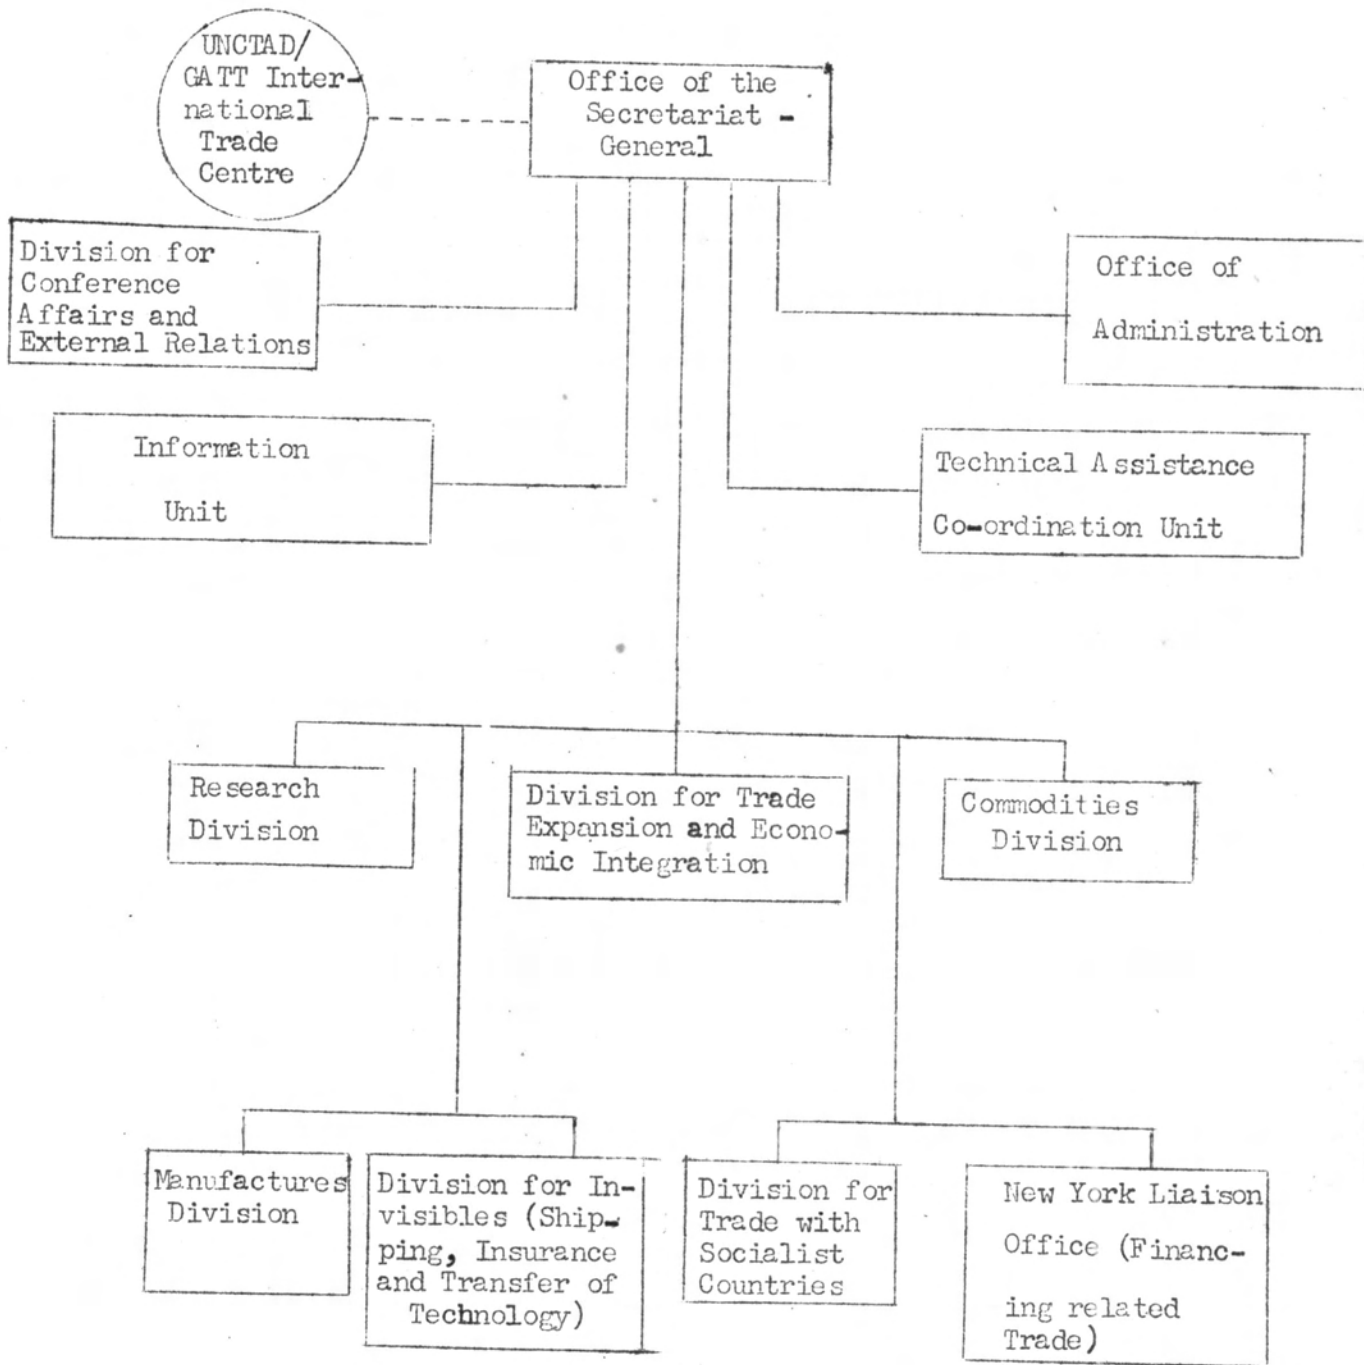 UNCTAD/
GATT Inter-
national
Trade
Centre
Office of the
Secretariat -
General
Division for
Conference
Affairs and
External Relations
Office of
Administration
Information
Unit
Technical Assistance
Co-ordination Unit
Research
Division
Division for Trade
Expansion and Econo-
mic Integration
Commodities
Division
Manufactures
Division
Division for In-
visibles (Ship-
ping, Insurance
and Transfer of
Technology)
Division for
Trade with
Socialist
Countries
New York Liaison
Office (Financ-
ing related
Trade)